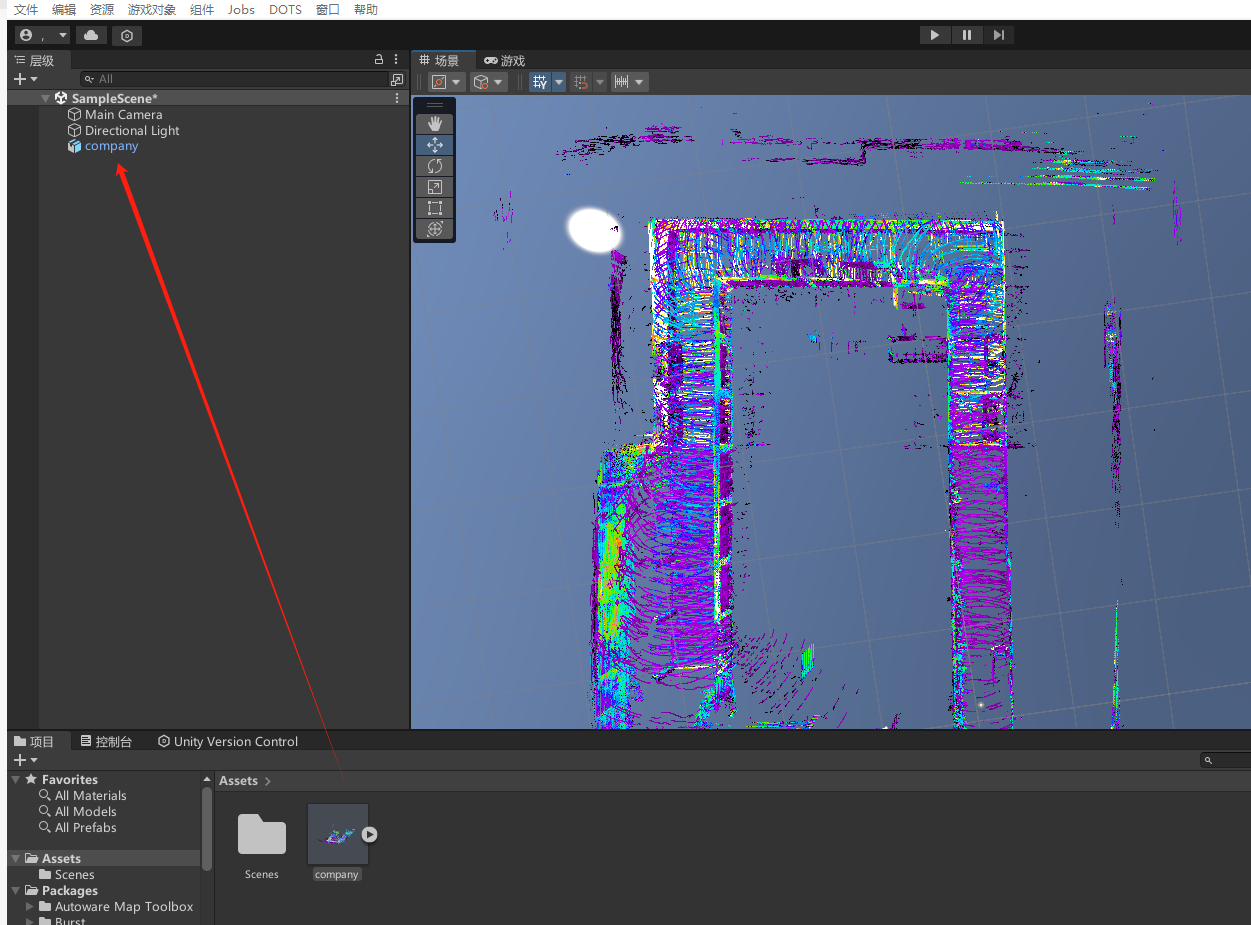 文件 编辑 资源 游戏对象 组件 Jobs DOTS 窗口 帮助
层级
All
SampleScene*
Main Camera
Directional Light
company
场景 游戏
项目 控制台 Unity Version Control
Favorites
All Materials
All Models
All Prefabs
Assets
Scenes
Packages
Autoware Map Toolbox
Burst
Assets
Scenes
company